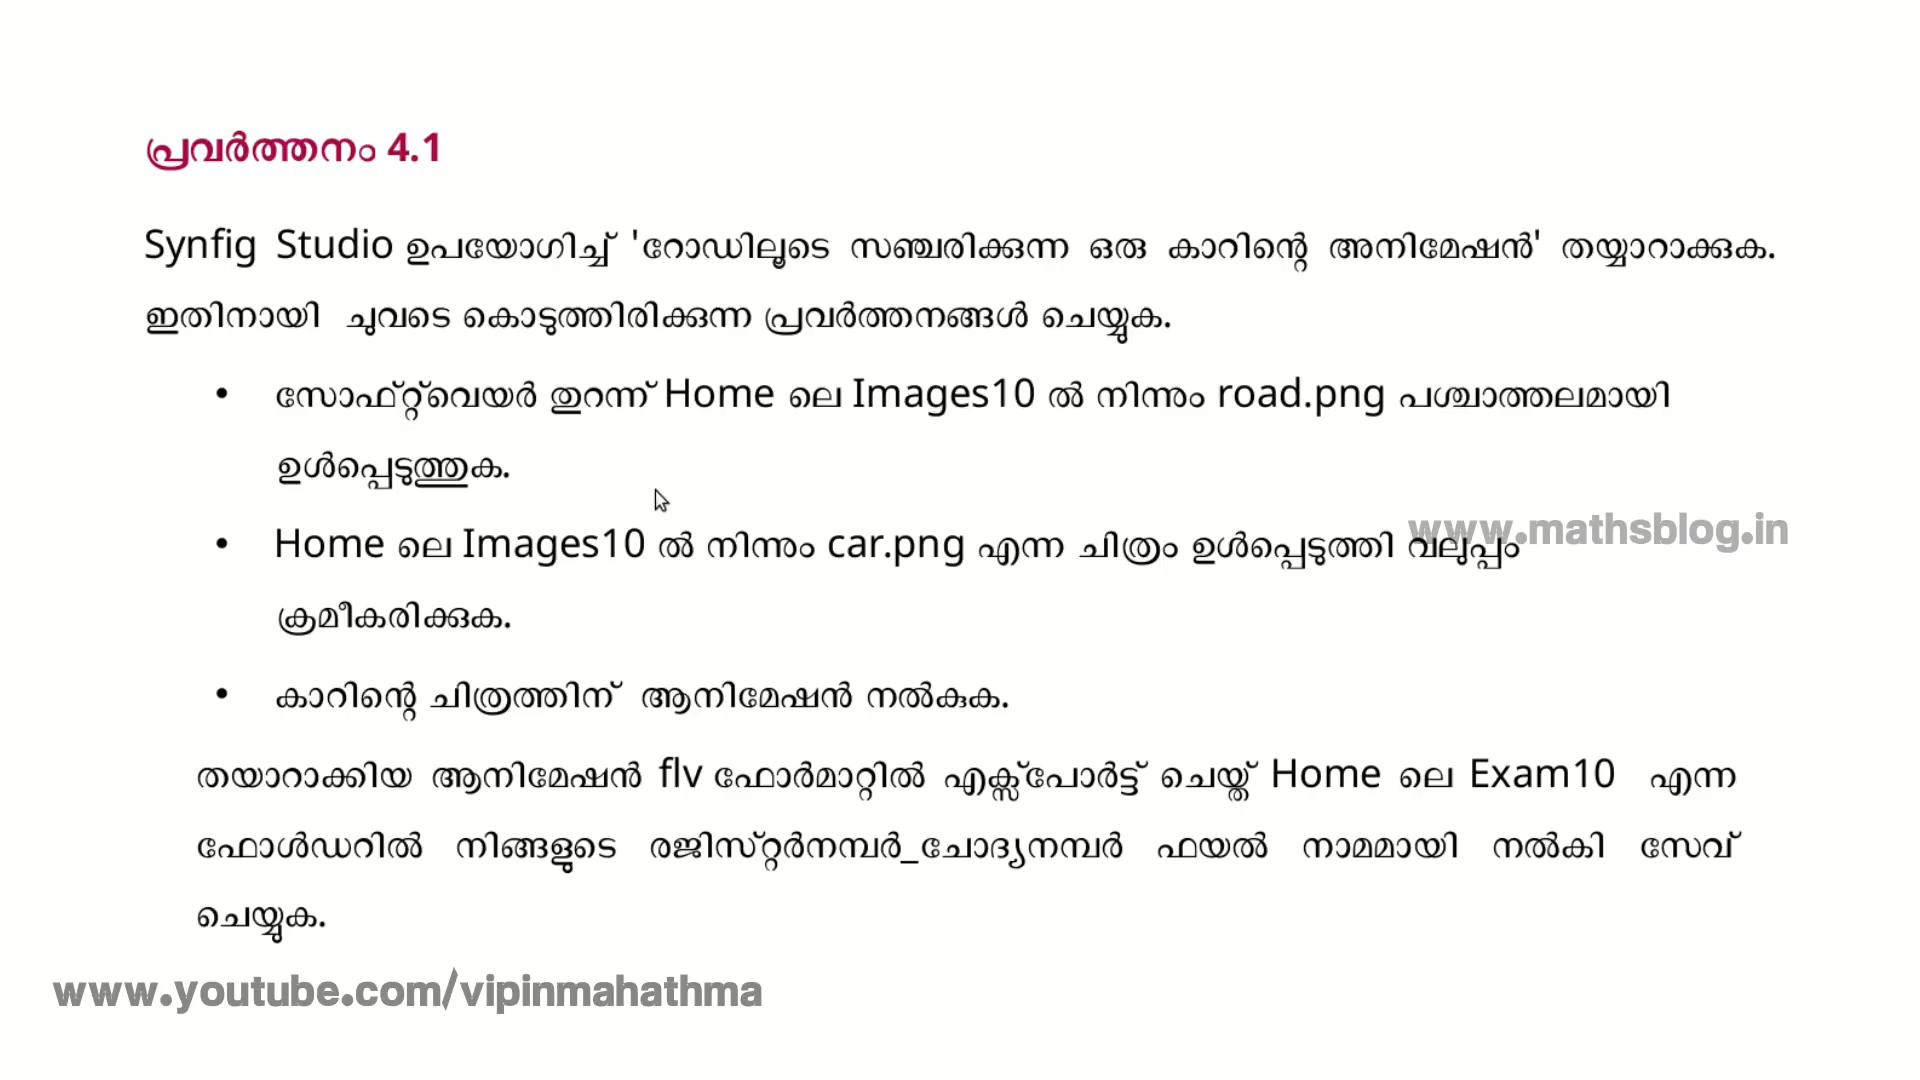 പ്രവർത്തനം 4.1
Synfig Studio ഉപയോഗിച്ച് 'റോഡിലൂടെ സഞ്ചരിക്കുന്ന ഒരു കാറിന്റെ അനിമേഷൻ' തയ്യാറാക്കുക.
ഇതിനായി ചുവടെ കൊടുത്തിരിക്കുന്ന പ്രവർത്തനങ്ങൾ ചെയ്യുക.
• സോഫ്റ്റ്‌വെയർ തുറന്ന് Home ലെ Images10 ൽ നിന്നും road.png പശ്ചാത്തലമായി
ഉൾപ്പെടുത്തുക.
www.mathsblog.in
• Home ലെ Images10 ൽ നിന്നും car.png എന്ന ചിത്രം ഉൾപ്പെടുത്തി വലുപ്പം
ക്രമീകരിക്കുക.
• കാറിന്റെ ചിത്രത്തിന് ആനിമേഷൻ നൽകുക.
തയാറാക്കിയ ആനിമേഷൻ flv ഫോർമാറ്റിൽ എക്സ്പോർട്ട് ചെയ്ത് Home ലെ Exam10 എന്ന
ഫോൾഡറിൽ നിങ്ങളുടെ രജിസ്റ്റർനമ്പർ_ചോദ്യനമ്പർ ഫയൽ നാമമായി നൽകി സേവ്
ചെയ്യുക.
www.youtube.com/vipinmahathma